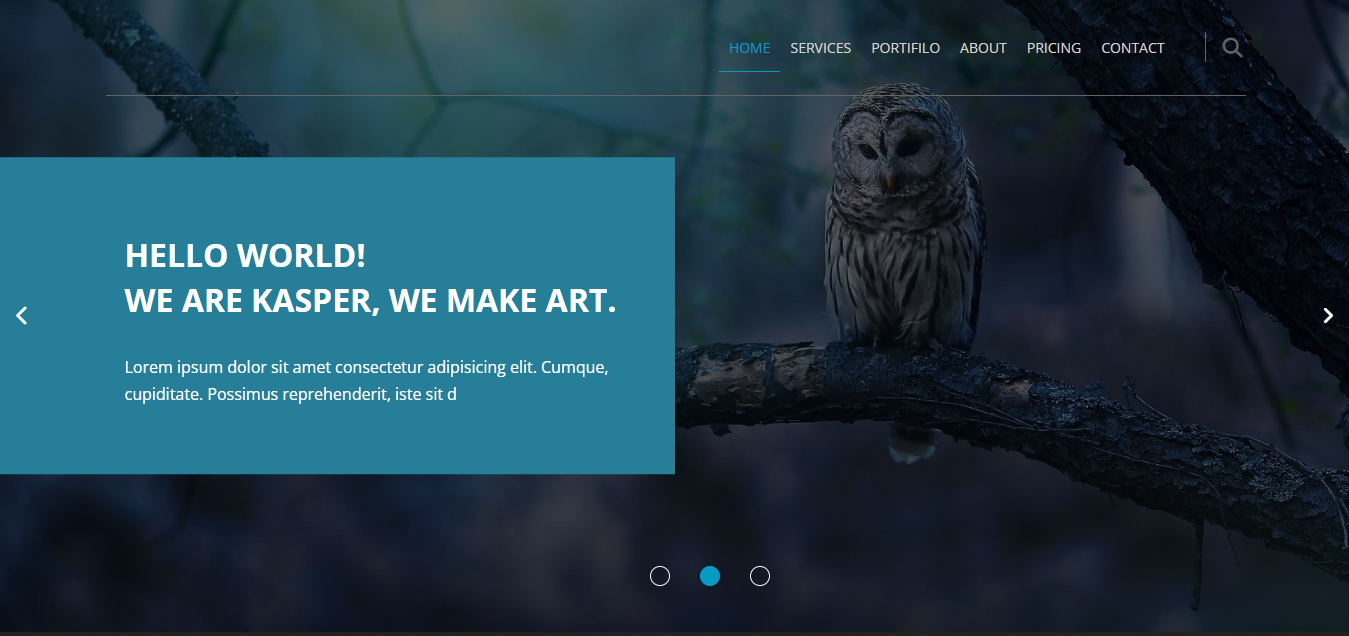 HOME SERVICES PORTIFILO ABOUT PRICING CONTACT
HELLO WORLD!
WE ARE KASPER, WE MAKE ART.
Lorem ipsum dolor sit amet consectetur adipisicing elit. Cumque,
cupiditate. Possimus reprehenderit, iste sit d